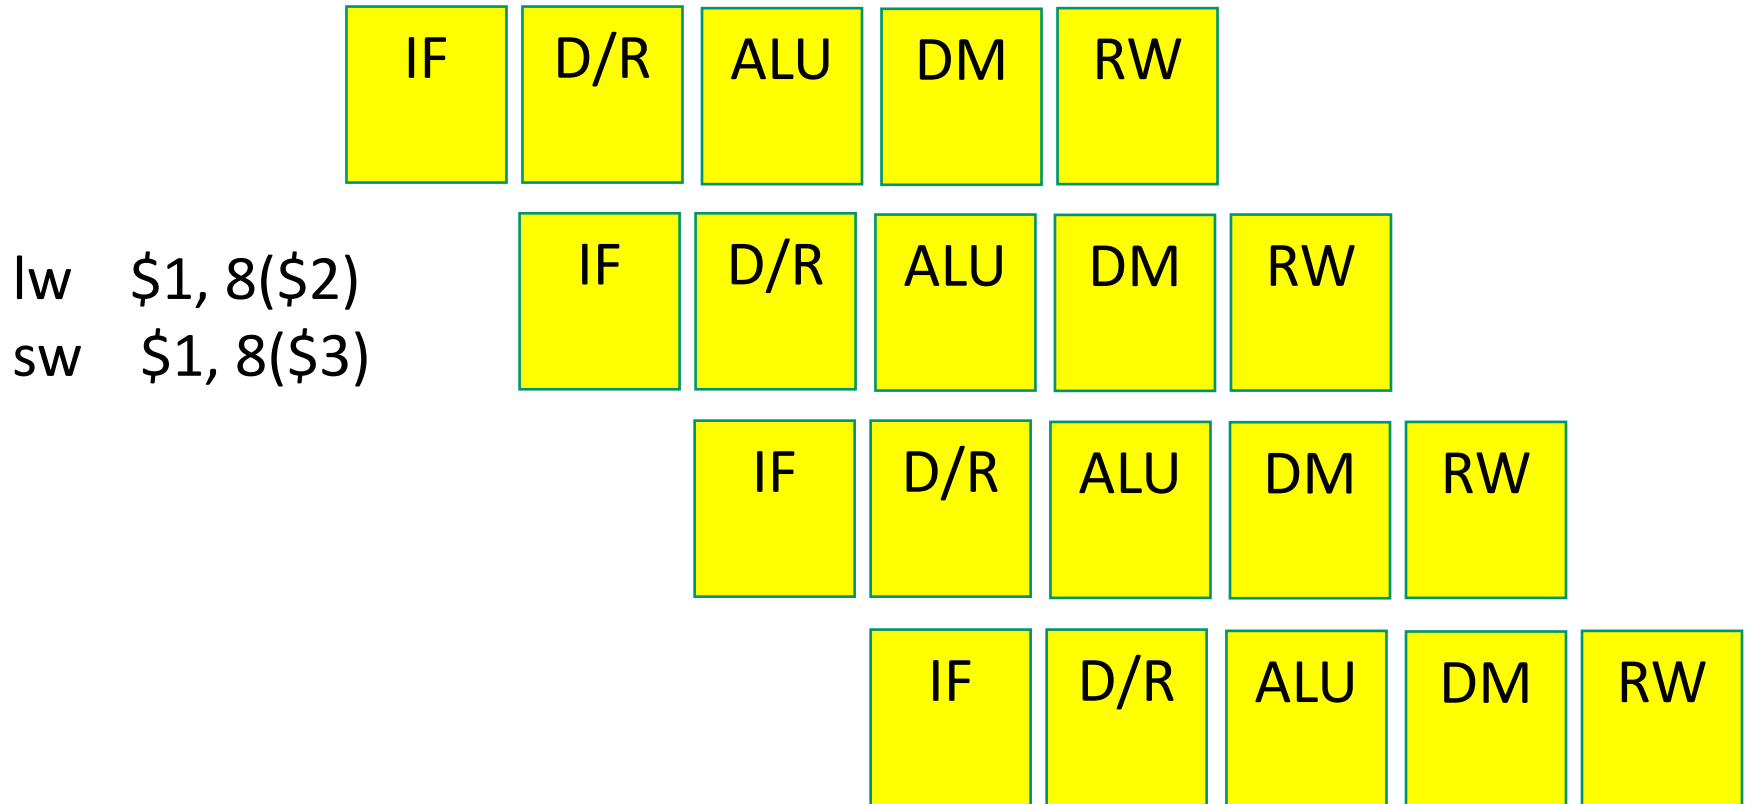 IF D/R ALU DM RW
IF D/R ALU DM RW
lw $1, 8($2)
sw $1, 8($3)
IF D/R ALU DM RW
IF D/R ALU DM RW